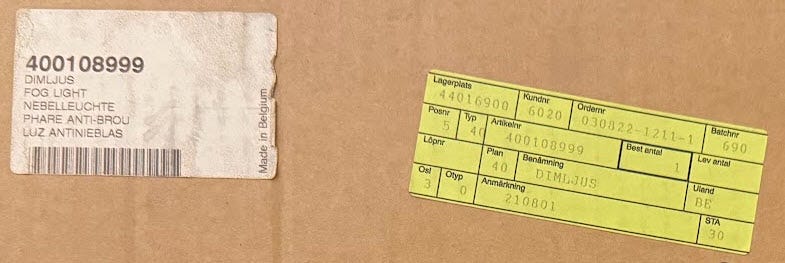 400108999
DIMLJUS
FOG LIGHT
NEBELLEUCHTE
PHARE ANTI-BROU
LUZ ANTINIEBLAS
Made in Belgium
Lagerplats Kundnr Ordernr Batchnr
44016900 6020 030822-1211-1 690
Posnr Typ Artikelnr Best antal Lev antal
5 40 400108999 1
Löpnr Plan Benämning Uland
40 DIMLJUS BE
Ost Otyp Anmärkning STA
3 0 210801 30